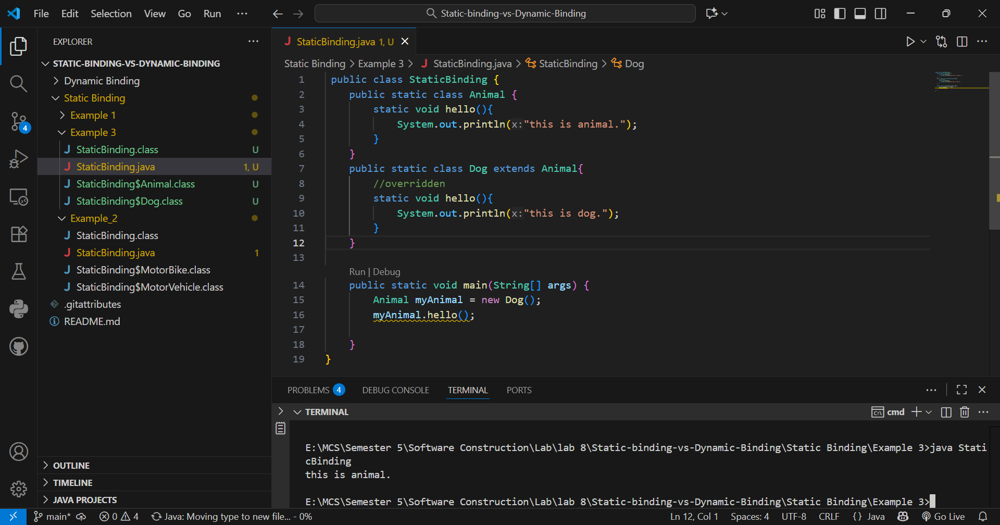 File Edit Selection View Go Run ··· Static-binding-vs-Dynamic-Binding
EXPLORER ···
STATIC-BINDING-VS-DYNAMIC-BINDING
Dynamic Binding
Static Binding
Example 1
4
Example 3
StaticBinding.class U
StaticBinding.java 1, U
StaticBinding$Animal.class U
StaticBinding$Dog.class U
Example_2
StaticBinding.class
StaticBinding.java 1
StaticBinding$MotorBike.class
StaticBinding$MotorVehicle.class
.gitattributes
README.md
OUTLINE
TIMELINE
JAVA PROJECTS
StaticBinding.java 1, U
Static Binding > Example 3 > StaticBinding.java > StaticBinding > Dog
1 public class StaticBinding {
2 public static class Animal {
3 static void hello(){
4 System.out.println(x:"this is animal.");
5 }
6 }
7 public static class Dog extends Animal{
8 //overridden
9 static void hello(){
10 System.out.println(x:"this is dog.");
11 }
12 }
13
Run | Debug
14 public static void main(String[] args) {
15 Animal myAnimal = new Dog();
16 myAnimal.hello();
17
18 }
19 }
PROBLEMS 4 DEBUG CONSOLE TERMINAL PORTS
TERMINAL cmd
E:\MCS\Semester 5\Software Construction\Lab\lab 8\Static-binding-vs-Dynamic-Binding\Static Binding\Example 3>java Stati
cBinding
this is animal.
E:\MCS\Semester 5\Software Construction\Lab\lab 8\Static-binding-vs-Dynamic-Binding\Static Binding\Example 3>
main* 0 4 Java: Moving type to new file... - 0% Ln 12, Col 1 Spaces: 4 UTF-8 CRLF {} Java Go Live